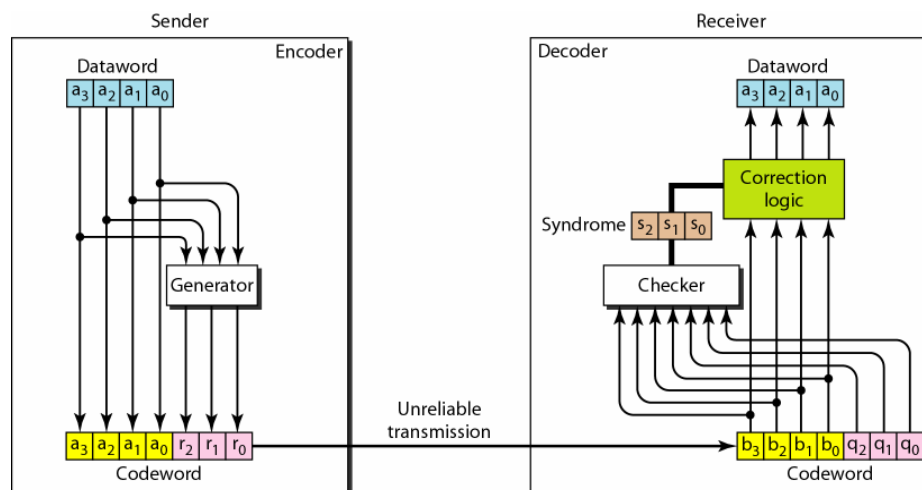 Sender Receiver
Encoder Decoder
Dataword Dataword
a3 a2 a1 a0 a3 a2 a1 a0
Correction
logic
Syndrome s2 s1 s0
Generator Checker
Unreliable
transmission
a3 a2 a1 a0 r2 r1 r0 b3 b2 b1 b0 q2 q1 q0
Codeword Codeword